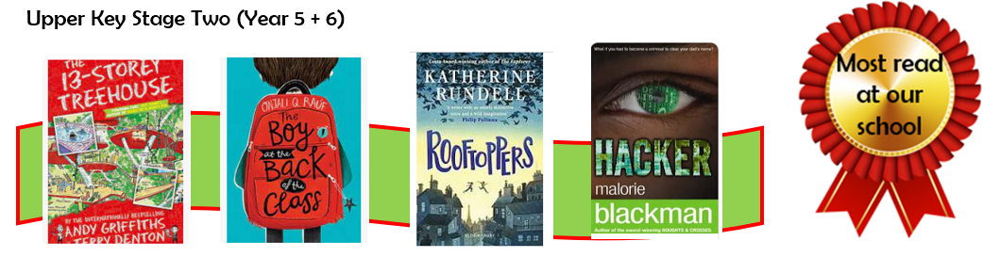 Upper Key Stage Two (Year 5 + 6)
THE
13-STOREY
TREEHOUSE
BY THE INTERNATIONALLY BESTSELLING
ANDY GRIFFITHS
TERRY DENTON
ONJALI Q. RAÚF
The
Boy
at the
Back
of the
Class
Costa Award-winning author of The Explorer
KATHERINE
RUNDELL
'A writer with an utterly distinctive
voice and a wild imagination'
Philip Pullman
ROOFTOPPERS
BLOOMSBURY
What if you had to become a criminal to clear your dad's name?
HACKER
malorie
blackman
Author of the award-winning NOUGHTS & CROSSES
Most read
at our
school